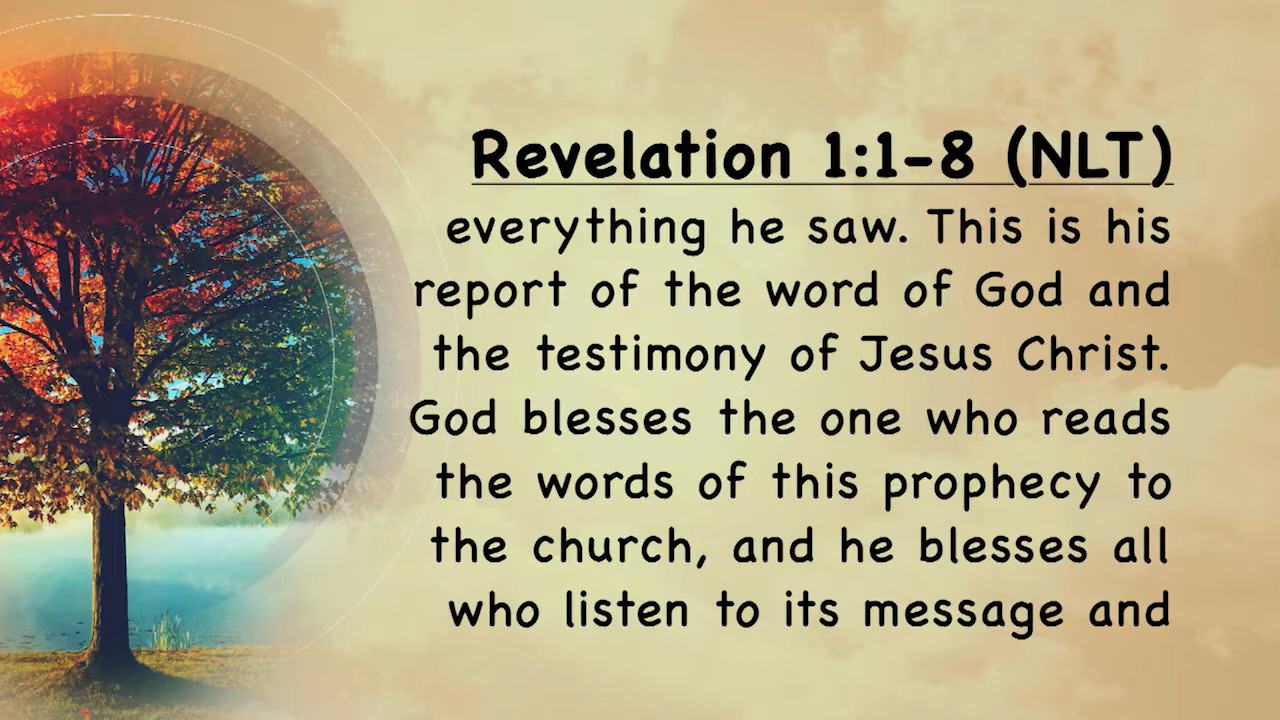 Revelation 1:1-8 (NLT)
everything he saw. This is his
report of the word of God and
the testimony of Jesus Christ.
God blesses the one who reads
the words of this prophecy to
the church, and he blesses all
who listen to its message and